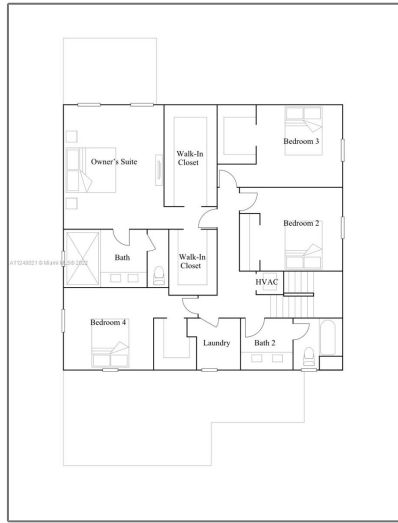 Bedroom 3
Owner's Suite
Walk-In
Closet
Bedroom 2
Bath
Walk-In
Closet
HVAC
Bedroom 4
Laundry
Bath 2